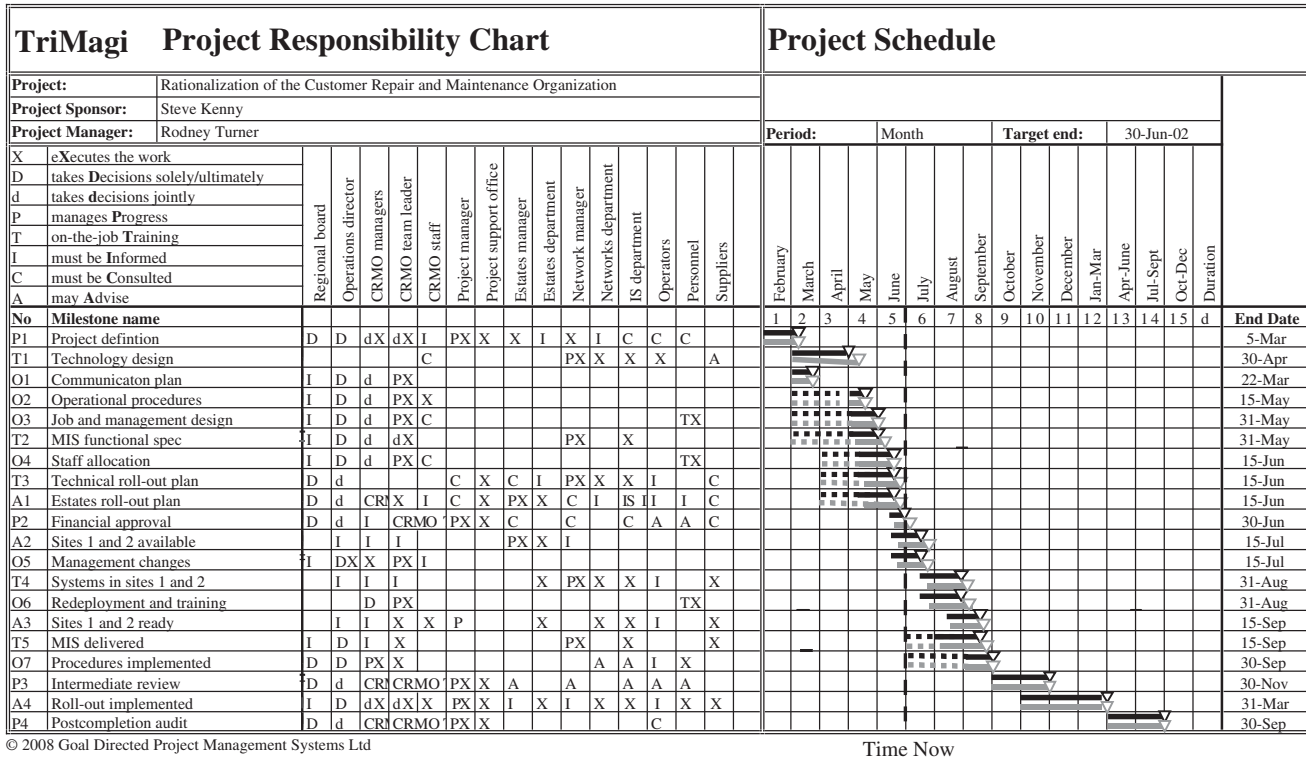 TriMagi Project Responsibility Chart
Project Schedule
Project: Rationalization of the Customer Repair and Maintenance Organization
Project Sponsor: Steve Kenny
Project Manager: Rodney Turner
Period: Month Target end: 30-Jun-02
X eXecutes the work
D takes Decisions solely/ultimately
d takes decisions jointly
P manages Progress
T on-the-job Training
I must be Informed
C must be Consulted
A may Advise
Regional board
Operations director
CRMO managers
CRMO team leader
CRMO staff
Project manager
Project support office
Estates manager
Estates department
Network manager
Networks department
IS department
Operators
Personnel
Suppliers
February
March
April
May
June
July
August
September
October
November
December
Jan-Mar
Apr-June
Jul-Sept
Oct-Dec
Duration
No Milestone name 1 2 3 4 5 6 7 8 9 10 11 12 13 14 15 d End Date
P1 Project defintion D D dX dX I PX X X I X I C C C 5-Mar
T1 Technology design C PX X X X A 30-Apr
O1 Communicaton plan I D d PX 22-Mar
O2 Operational procedures I D d PX X 15-May
O3 Job and management design I D d PX C TX 31-May
T2 MIS functional spec I D d dX PX X 31-May
O4 Staff allocation I D d PX C TX 15-Jun
T3 Technical roll-out plan D d C X C I PX X X I C 15-Jun
A1 Estates roll-out plan D d CRM X I C X PX X C I IS I I I C 15-Jun
P2 Financial approval D d I CRMO PX X C C C A A C 30-Jun
A2 Sites 1 and 2 available I I I PX X I 15-Jul
O5 Management changes I DX X PX I 15-Jul
T4 Systems in sites 1 and 2 I I I X PX X X I X 31-Aug
O6 Redeployment and training D PX TX 31-Aug
A3 Sites 1 and 2 ready I I X X P X X X I X 15-Sep
T5 MIS delivered I D I X PX X X 15-Sep
O7 Procedures implemented D D PX X A A I X 30-Sep
P3 Intermediate review D d CRM CRMO PX X A A A A A 30-Nov
A4 Roll-out implemented I D dX dX X PX X I X I X X I X X 31-Mar
P4 Postcompletion audit D d CRM CRMO PX X C 30-Sep
© 2008 Goal Directed Project Management Systems Ltd
Time Now